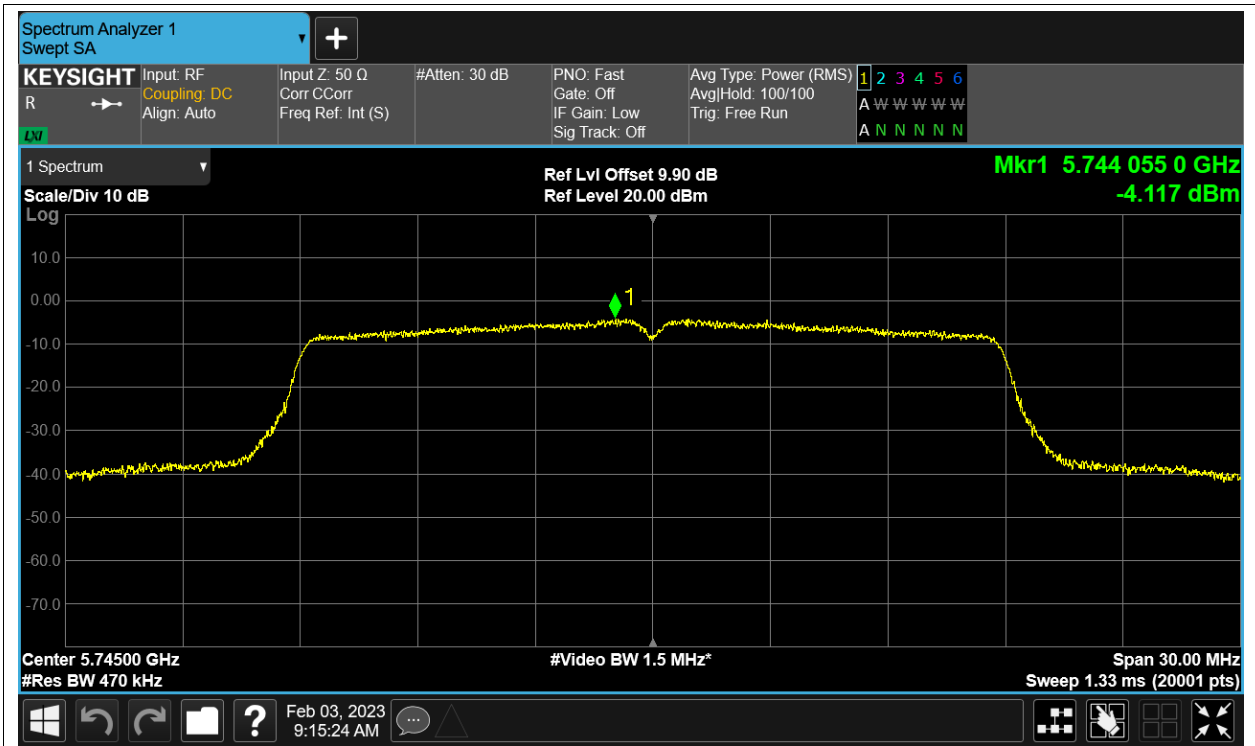 Spectrum Analyzer 1
Swept SA
KEYSIGHT
R
LXI
Input: RF
Coupling: DC
Align: Auto
Input Z: 50 Ω
Corr CCorr
Freq Ref: Int (S)
#Atten: 30 dB
PNO: Fast
Gate: Off
IF Gain: Low
Sig Track: Off
Avg Type: Power (RMS)
Avg|Hold: 100/100
Trig: Free Run
1 2 3 4 5 6
A W W W W W
A N N N N N
1 Spectrum
Scale/Div 10 dB
Log
Ref Lvl Offset 9.90 dB
Ref Level 20.00 dBm
Mkr1 5.744 055 0 GHz
-4.117 dBm
1
10.0
0.00
-10.0
-20.0
-30.0
-40.0
-50.0
-60.0
-70.0
Center 5.74500 GHz
#Res BW 470 kHz
#Video BW 1.5 MHz*
Span 30.00 MHz
Sweep 1.33 ms (20001 pts)
?
Feb 03, 2023
9:15:24 AM